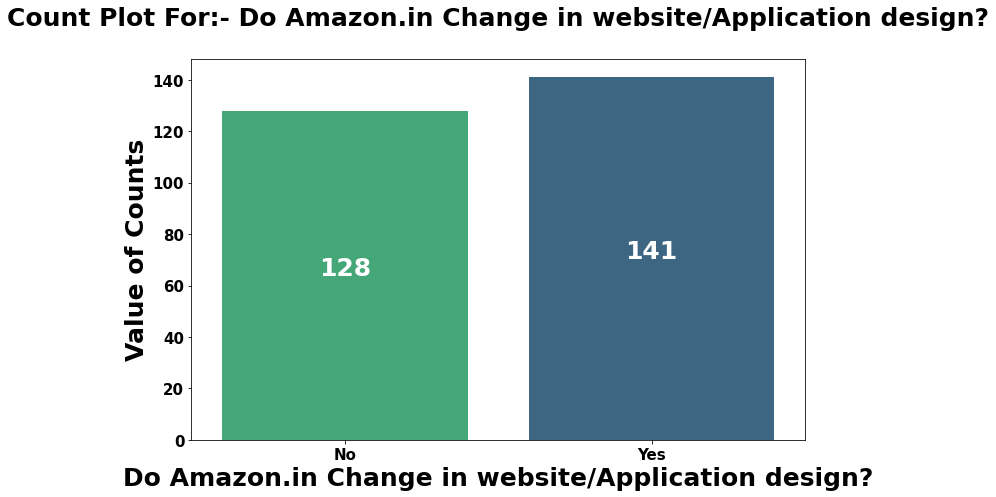 Count Plot For:- Do Amazon.in Change in website/Application design?
Value of Counts
140
120
100
80
60
40
20
0
128
141
No
Yes
Do Amazon.in Change in website/Application design?